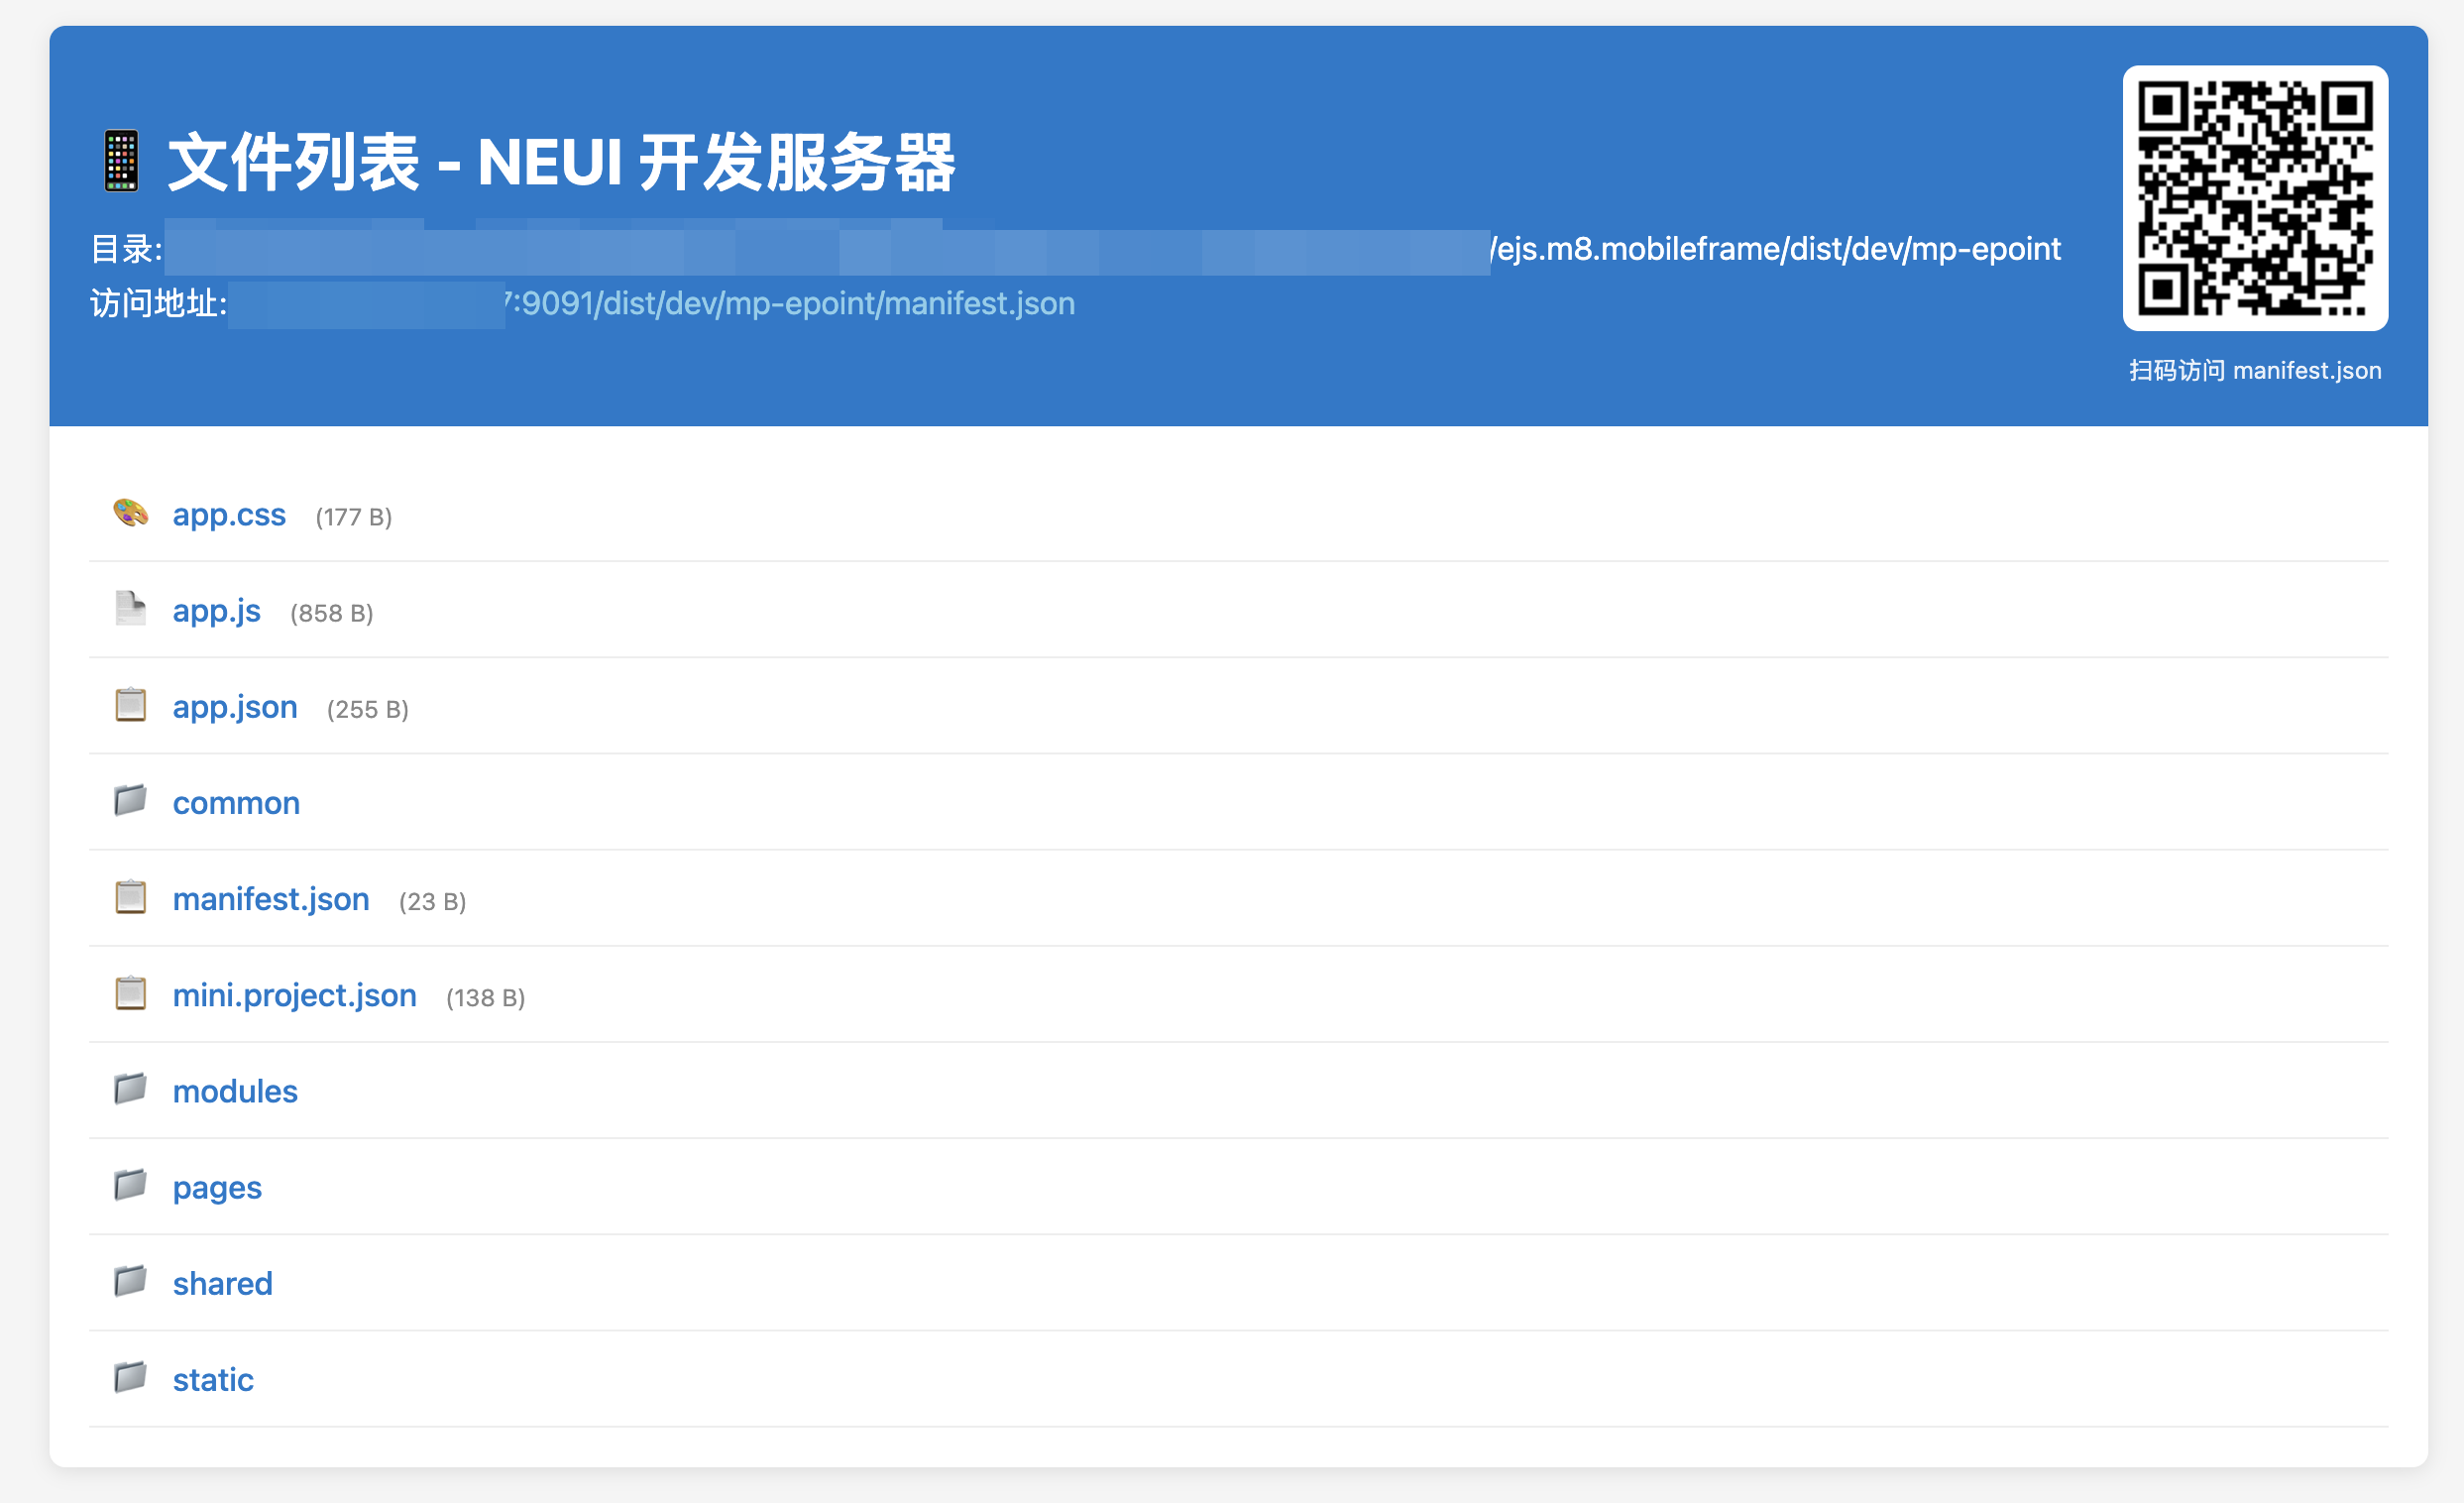 文件列表 - NEUI 开发服务器
目录: /ejs.m8.mobileframe/dist/dev/mp-epoint
访问地址: 7:9091/dist/dev/mp-epoint/manifest.json
扫码访问 manifest.json
app.css (177 B)
app.js (858 B)
app.json (255 B)
common
manifest.json (23 B)
mini.project.json (138 B)
modules
pages
shared
static